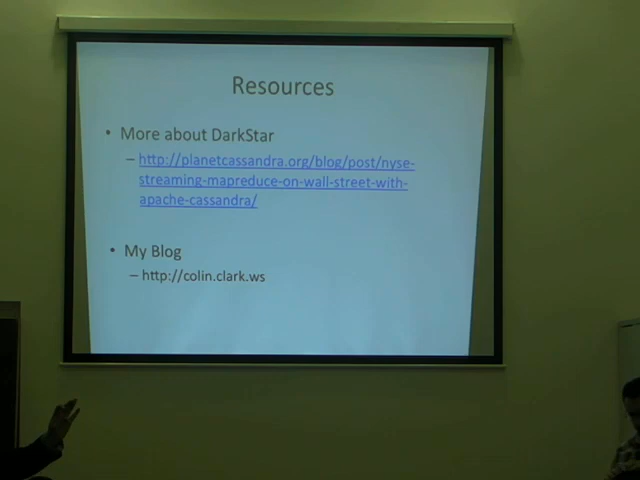 Resources
• More about DarkStar
– http://planetcassandra.org/blog/post/nyse-
streaming-mapreduce-on-wall-street-with-
apache-cassandra/
• My Blog
– http://colin.clark.ws